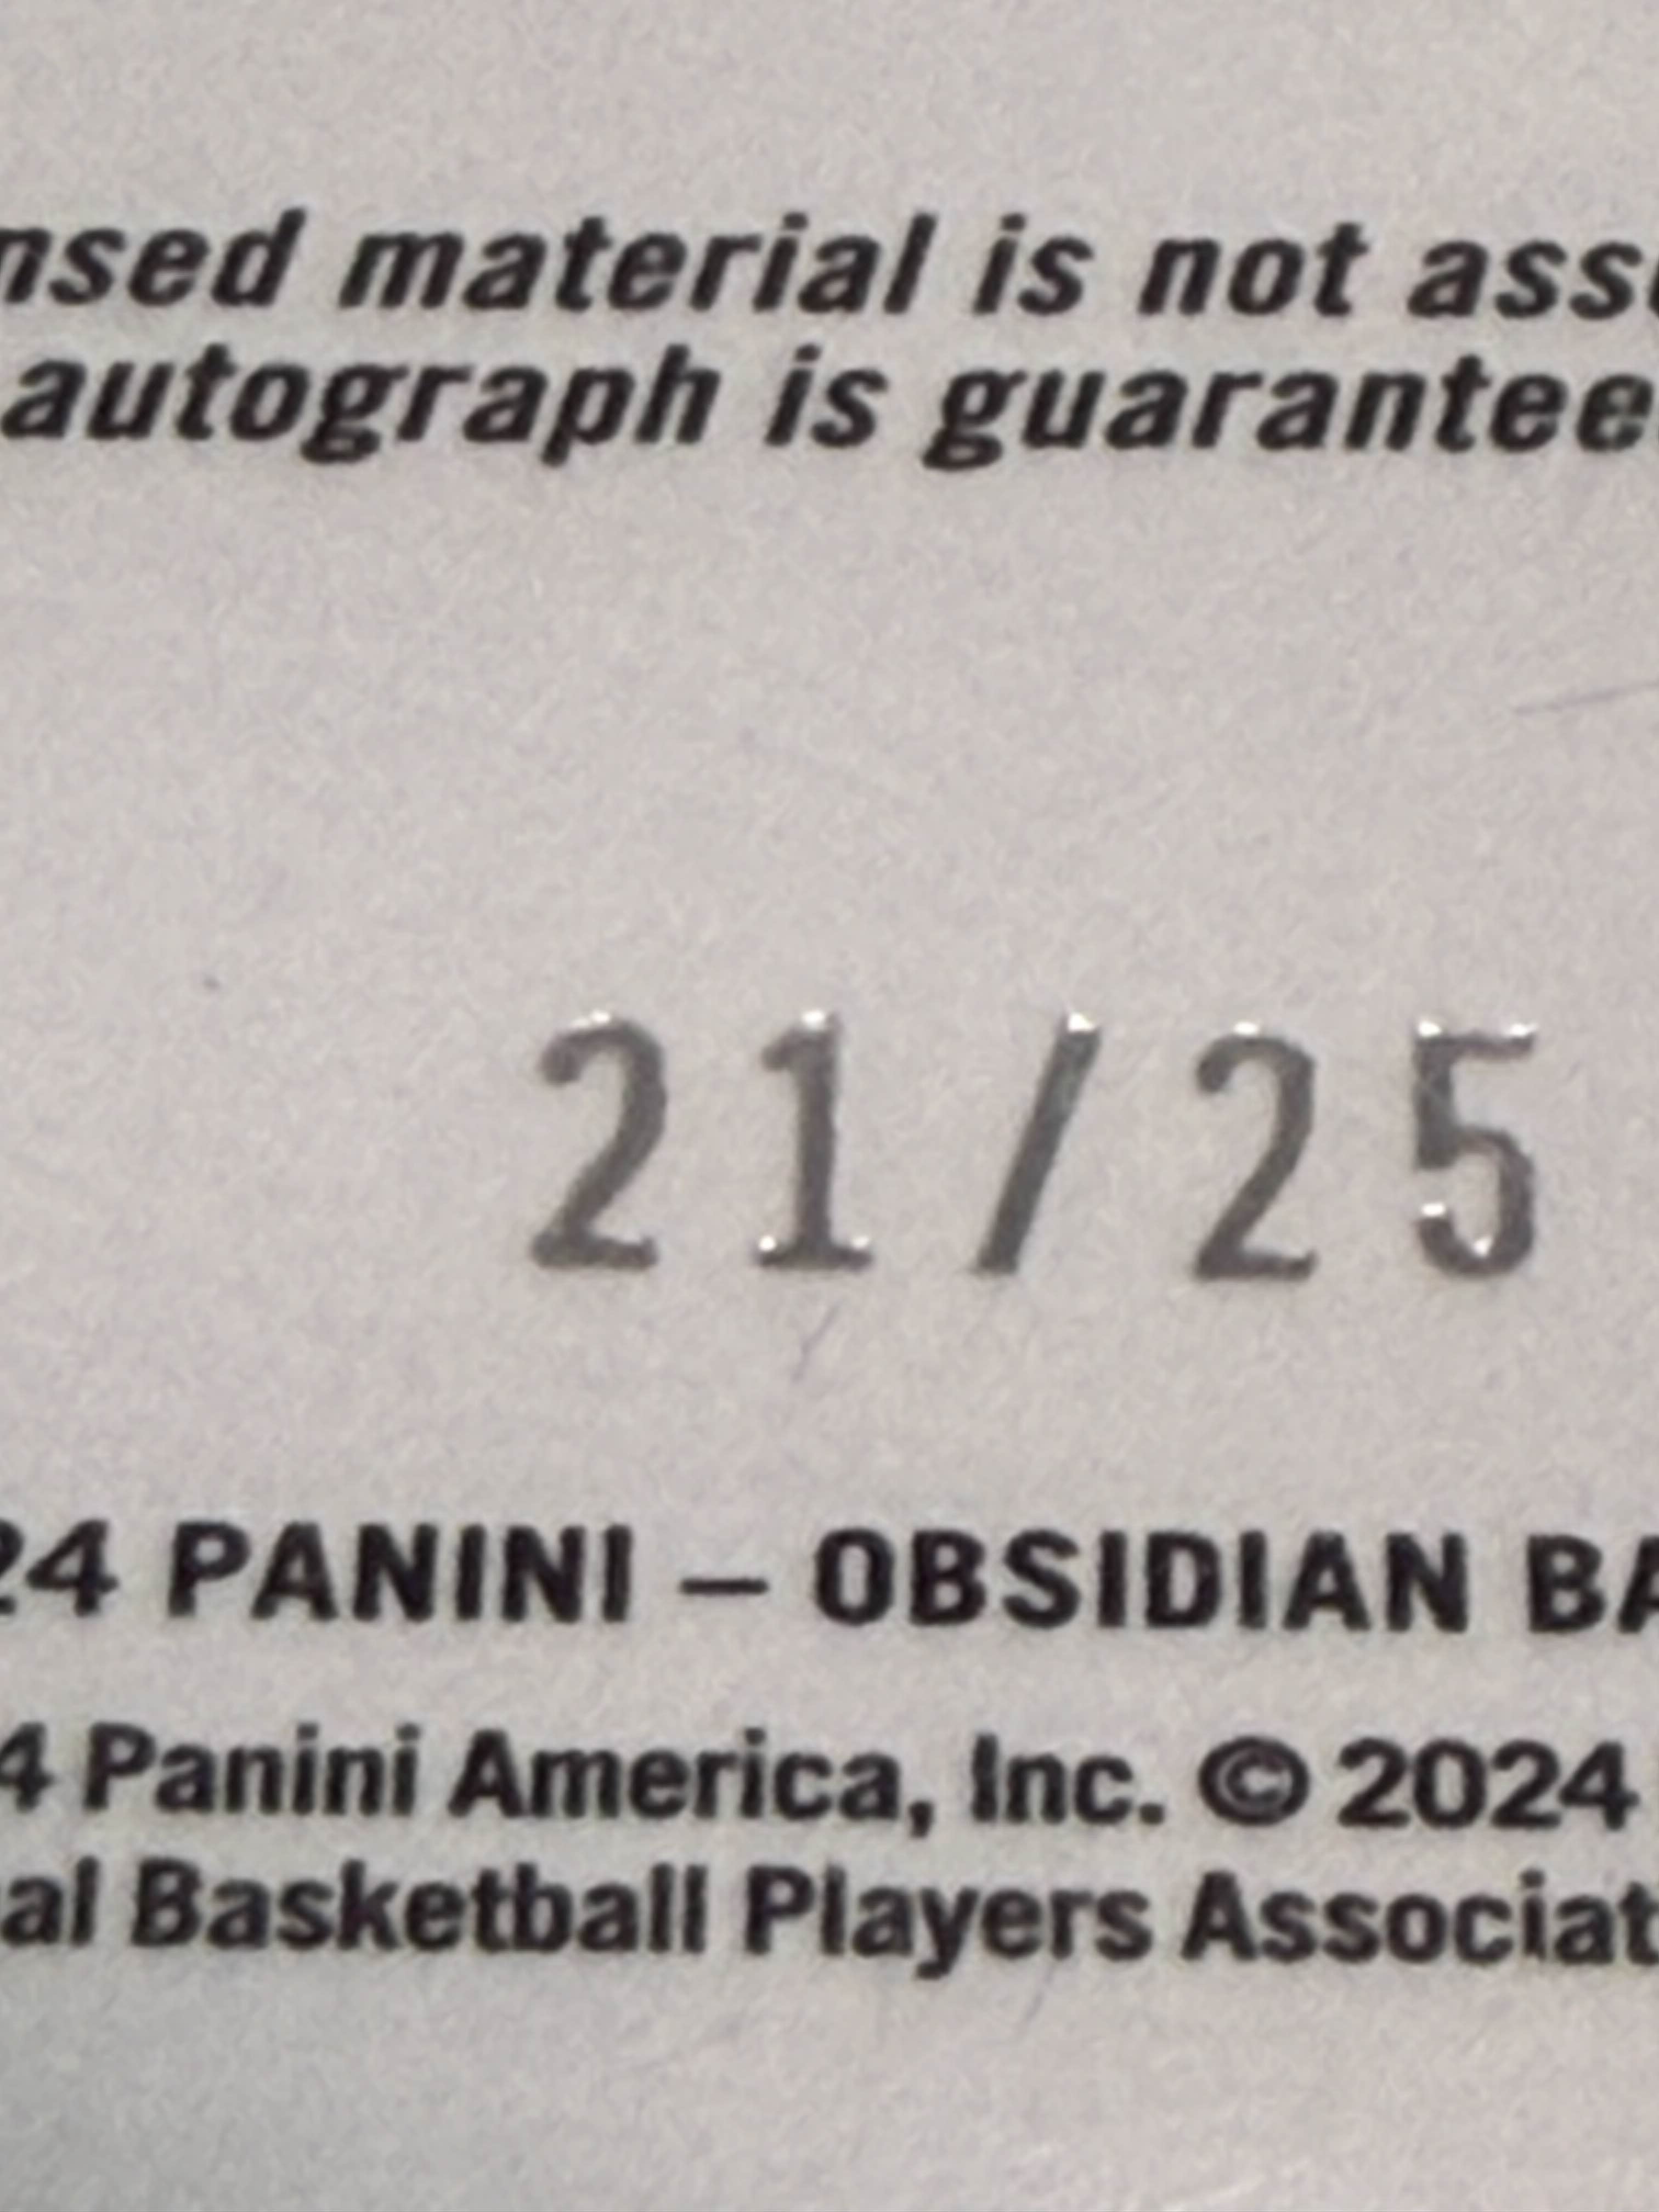 nsed material is not ass
autograph is guarantee
21/25
24 PANINI – OBSIDIAN BA
4 Panini America, Inc. © 2024
al Basketball Players Associat